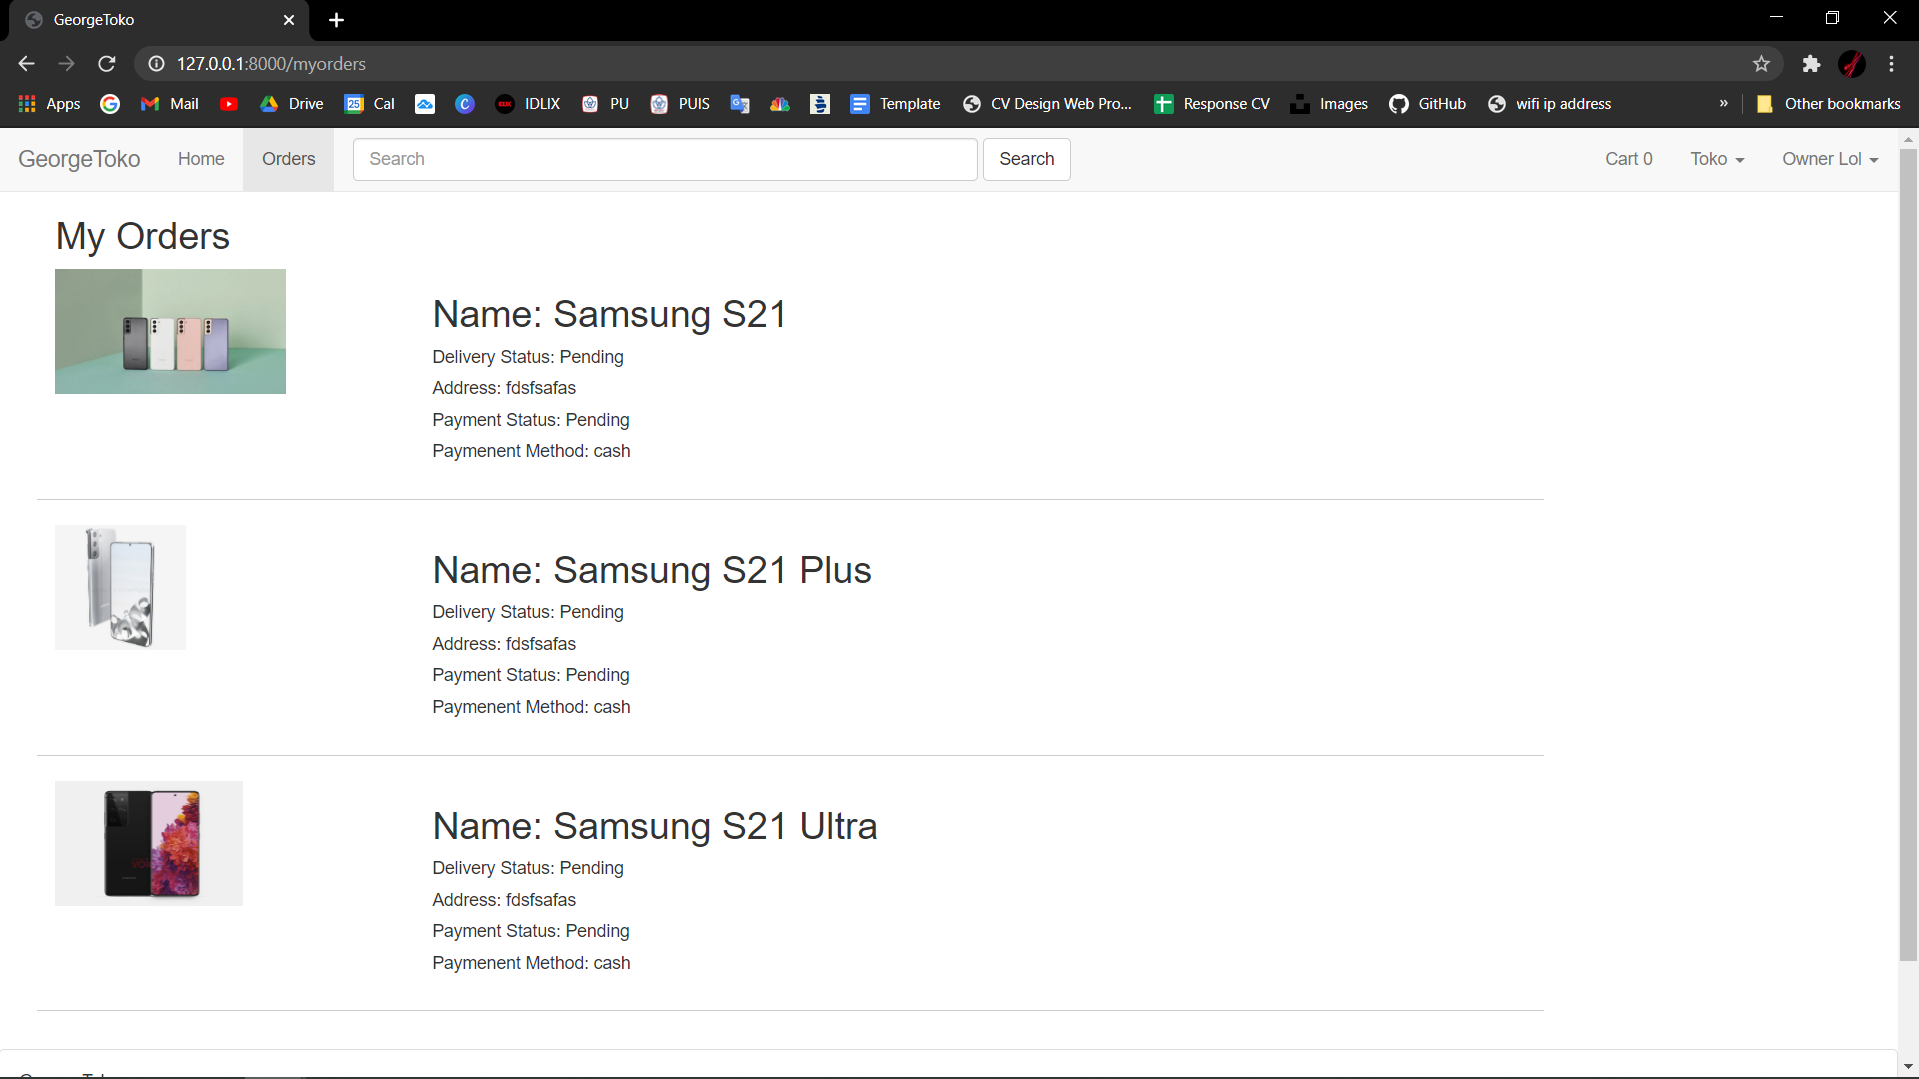 GeorgeToko
127.0.0.1:8000/myorders
Apps Mail Drive 25 Cal C IDLIX PU PUIS Template CV Design Web Pro... Response CV Images GitHub wifi ip address » Other bookmarks
GeorgeToko Home Orders Search Search Cart 0 Toko Owner Lol
My Orders
Name: Samsung S21
Delivery Status: Pending
Address: fdsfsafas
Payment Status: Pending
Paymenent Method: cash
Name: Samsung S21 Plus
Delivery Status: Pending
Address: fdsfsafas
Payment Status: Pending
Paymenent Method: cash
Name: Samsung S21 Ultra
Delivery Status: Pending
Address: fdsfsafas
Payment Status: Pending
Paymenent Method: cash